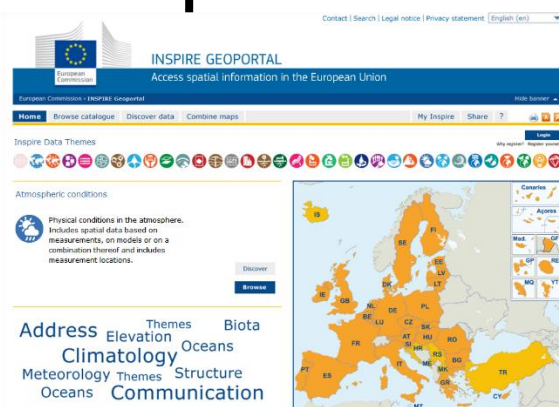 Contact | Search | Legal notice | Privacy statement English (en)
European
Commission
INSPIRE GEOPORTAL
Access spatial information in the European Union
European Commission › INSPIRE Geoportal
Hide banner
Home Browse catalogue Discover data Combine maps My Inspire Share ?
Inspire Data Themes
Login
Why register? Register yourself
Atmospheric conditions
Physical conditions in the atmosphere.
Includes spatial data based on
measurements, on models or on a
combination thereof and includes
measurement locations.
Discover
Browse
Address Elevation Themes Biota
Climatology Oceans
Meteorology Themes Structure
Oceans Communication
Canaries
Açores
Mad. GF
GP RE
MQ YT
IS
SE FI
EE
LV
DK LT
IE GB NL DE PL
BE LU CZ SK
FR AT HU RO
SI HR
RS
IT ME BG
MK
PT ES GR TR
MT CY